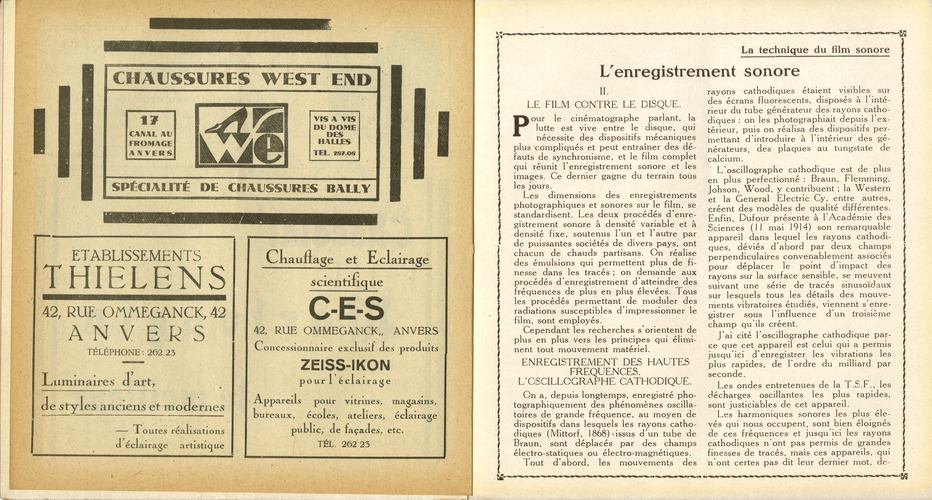 CHAUSSURES WEST END
17
CANAL AU
FROMAGE
ANVERS
We
VIS A VIS
DU DOME
DES
HALLES
TEL. 297.08
SPÉCIALITÉ DE CHAUSSURES BALLY
ETABLISSEMENTS
THIELENS
42, RUE OMMEGANCK, 42
ANVERS
TÉLÉPHONE: 262.23
Luminaires d'art,
de styles anciens et modernes
— Toutes réalisations
d'éclairage artistique
Chauffage et Eclairage
scientifique
C-E-S
42, RUE OMMEGANCK,, ANVERS
Concessionnaire exclusif des produits
ZEISS-IKON
pour l'éclairage
Appareils pour vitrines, magasins,
bureaux, écoles, ateliers, éclairage
public, de façades, etc.
TÉL. 262.23
La technique du film sonore
L'enregistrement sonore
II.
LE FILM CONTRE LE DISQUE.
Pour le cinématographe parlant, la
lutte est vive entre le disque, qui
nécessite des dispositifs mécaniques
plus compliqués et peut entraîner des dé-
fauts de synchronisme, et le film complet
qui réunit l'enregistrement sonore et les
images. Ce dernier gagne du terrain tous
les jours.
Les dimensions des enregistrements
photographiques et sonores sur le film, se
standardisent. Les deux procédés d'enre-
gistrement sonore à densité variable et à
densité fixe, soutenus l'un et l'autre par
de puissantes sociétés de divers pays, ont
chacun de chauds partisans. On réalise
des émulsions qui permettent plus de fi-
nesse dans les tracés; on demande aux
procédés d'enregistrement d'atteindre des
fréquences de plus en plus élevées. Tous
les procédés permettant de moduler des
radiations susceptibles d'impressionner le
film, sont employés.
Cependant les recherches s'orientent de
plus en plus vers les principes qui élimi-
nent tout mouvement matériel.
ENREGISTREMENT DES HAUTES
FREQUENCES.
L'OSCILLOGRAPHE CATHODIQUE.
On a, depuis longtemps, enregistré pho-
tographiquement des phénomènes oscilla-
toires de grande fréquence, au moyen de
dispositifs dans lesquels les rayons catho-
diques (Mittorf, 1868) issus d'un tube de
Braun, sont déplacés par des champs
électro-statiques ou électro-magnétiques.
Tout d'abord, les mouvements des
rayons cathodiques étaient visibles sur
des écrans fluorescents, disposés à l'inté-
rieur du tube générateur des rayons catho-
diques: on les photographiait depuis l'ex-
térieur, puis on réalisa des dispositifs per-
mettant d'introduire à l'intérieur des gé-
nérateurs, des plaques au tungstate de
calcium.
L'oscillographe cathodique est de plus
en plus perfectionné: Braun, Flemming,
Johson, Wood, y contribuent; la Western
et la General Electric Cy, entre autres,
créent des modèles de qualité différentes.
Enfin, Dufour présente à l'Académie des
Sciences (11 mai 1914) son remarquable
appareil dans lequel les rayons cathodi-
ques, déviés d'abord par deux champs
perpendiculaires convenablement associés
pour déplacer le point d'impact des
rayons sur la surface sensible, se meuvent
suivant une série de tracés sinusoïdaux
sur lesquels tous les détails des mouve-
ments vibratoires étudiés, viennent s'enre-
gistrer sous l'influence d'un troisième
champ qu'ils créent.
J'ai cité l'oscillographe cathodique par-
ce que cet appareil est celui qui a permis
jusqu'ici d'enregistrer les vibrations les
plus rapides, de l'ordre du milliard par
seconde.
Les ondes entretenues de la T.S.F., les
décharges oscillantes les plus rapides,
sont justiciables de cet appareil.
Les harmoniques sonores les plus éle-
vés qui nous occupent, sont bien éloignés
de ces fréquences et jusqu'ici les rayons
cathodiques n'ont pas permis de grandes
finesses de tracés, mais ces appareils, qui
n'ont certes pas dit leur dernier mot, de-